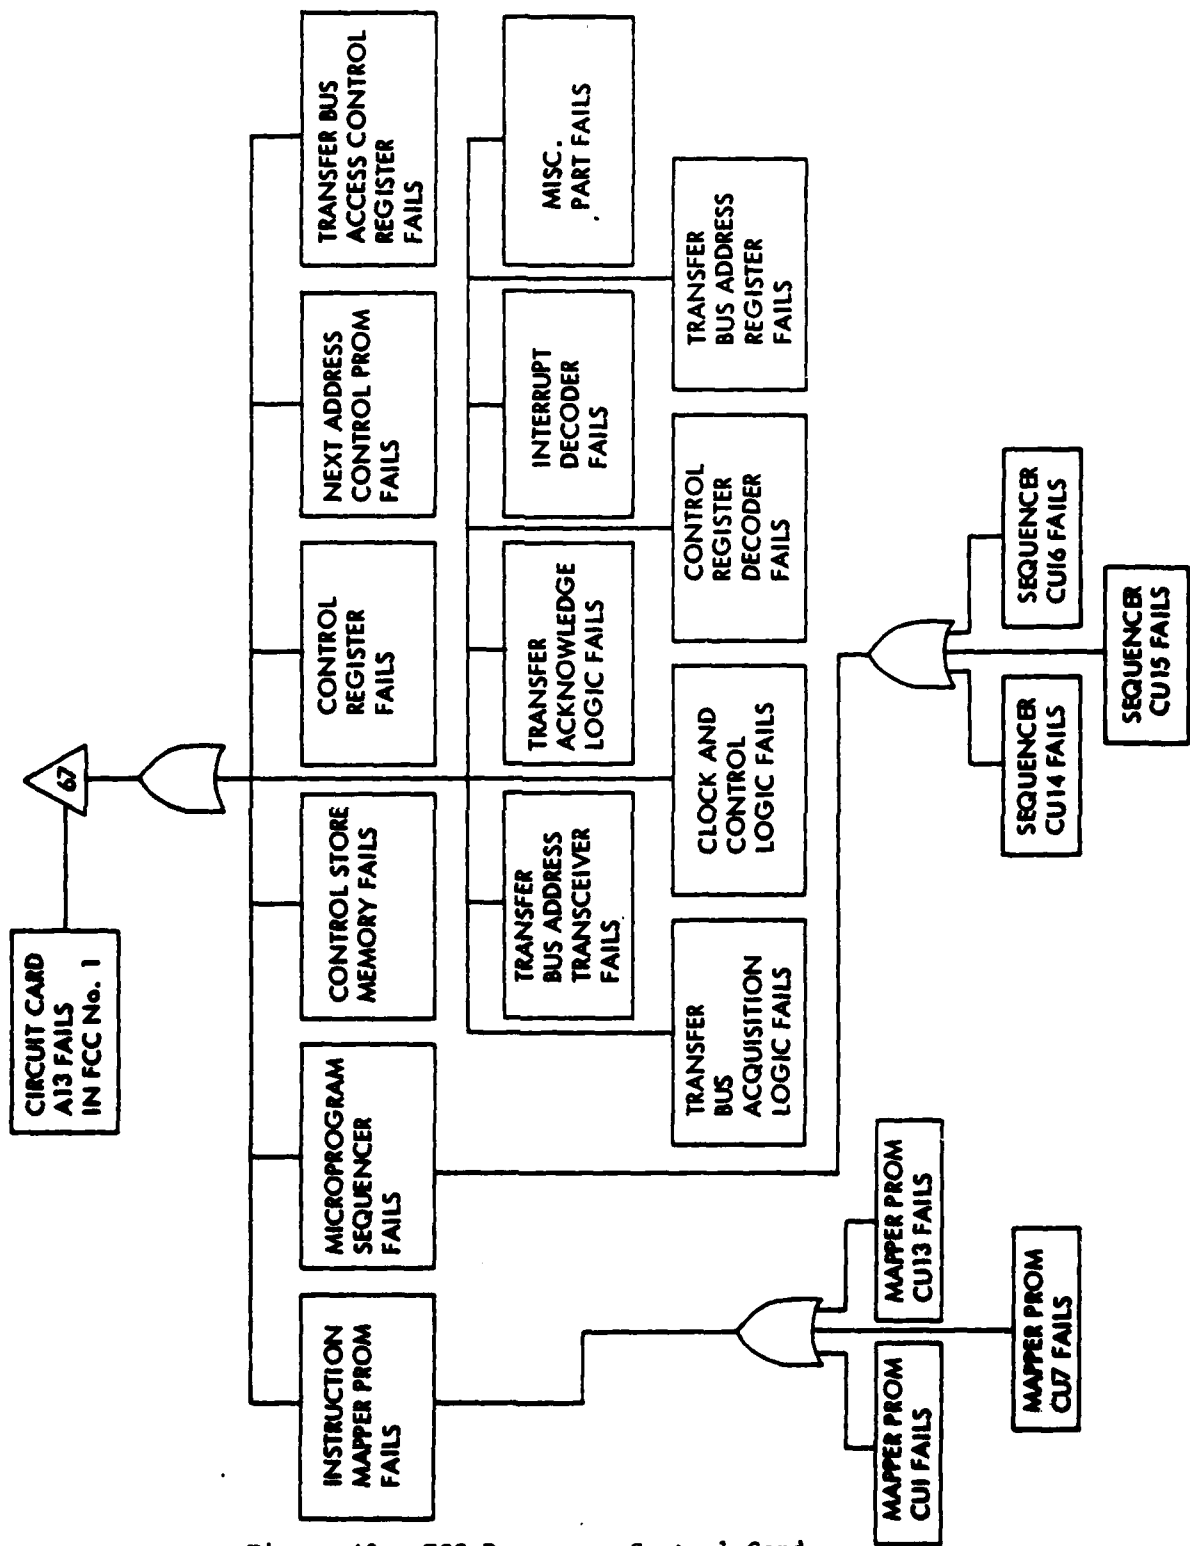 CIRCUIT CARD
A13 FAILS
IN FCC No. 1
67
INSTRUCTION
MAPPER PROM
FAILS
MICROPROGRAM
SEQUENCER
FAILS
CONTROL STORE
MEMORY FAILS
CONTROL
REGISTER
FAILS
NEXT ADDRESS
CONTROL PROM
FAILS
TRANSFER BUS
ACCESS CONTROL
REGISTER
FAILS
TRANSFER
BUS ADDRESS
TRANSCEIVER
FAILS
TRANSFER
ACKNOWLEDGE
LOGIC FAILS
INTERRUPT
DECODER
FAILS
MISC.
PART FAILS
TRANSFER
BUS
ACQUISITION
LOGIC FAILS
CLOCK AND
CONTROL
LOGIC FAILS
CONTROL
REGISTER
DECODER
FAILS
TRANSFER
BUS ADDRESS
REGISTER
FAILS
MAPPER PROM
CU1 FAILS
MAPPER PROM
CU13 FAILS
MAPPER PROM
CU7 FAILS
SEQUENCER
CU14 FAILS
SEQUENCER
CU16 FAILS
SEQUENCER
CU15 FAILS